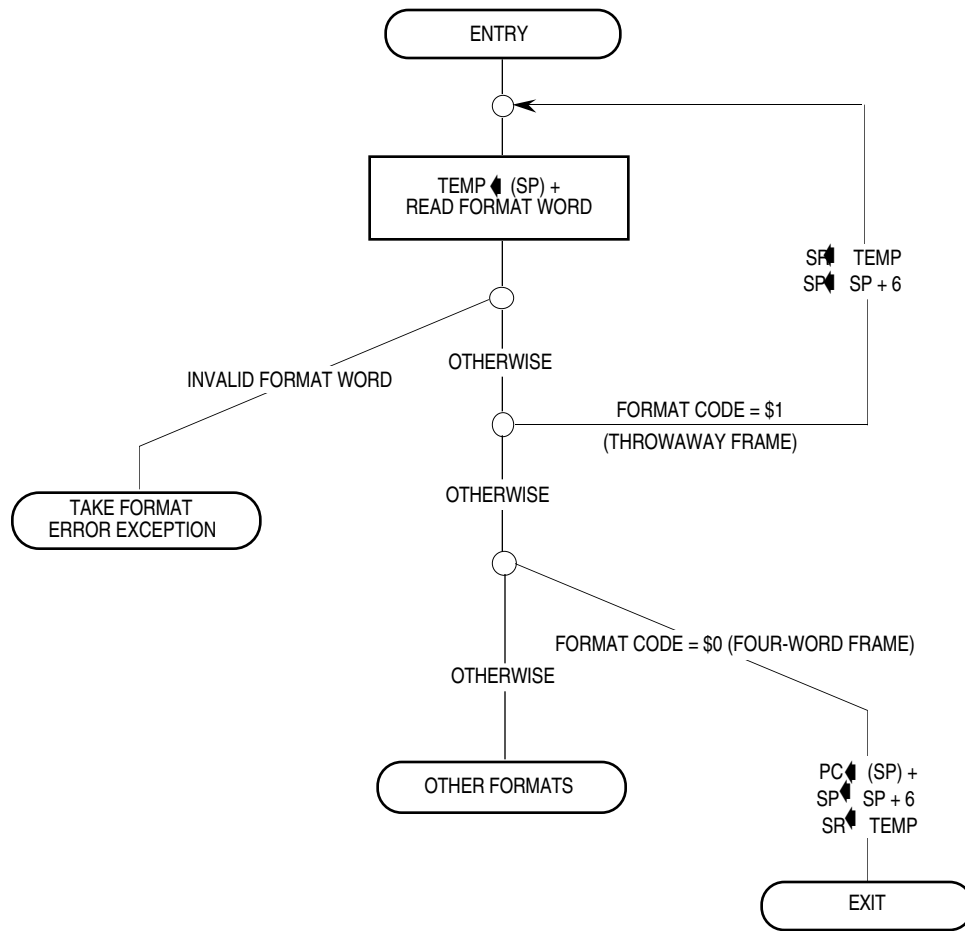 ENTRY
TEMP (SP) +
READ FORMAT WORD
SR TEMP
SP SP + 6
OTHERWISE
INVALID FORMAT WORD
FORMAT CODE = $1
(THROWAWAY FRAME)
OTHERWISE
TAKE FORMAT
ERROR EXCEPTION
FORMAT CODE = $0 (FOUR-WORD FRAME)
OTHERWISE
PC (SP) +
SP SP + 6
SR TEMP
OTHER FORMATS
EXIT